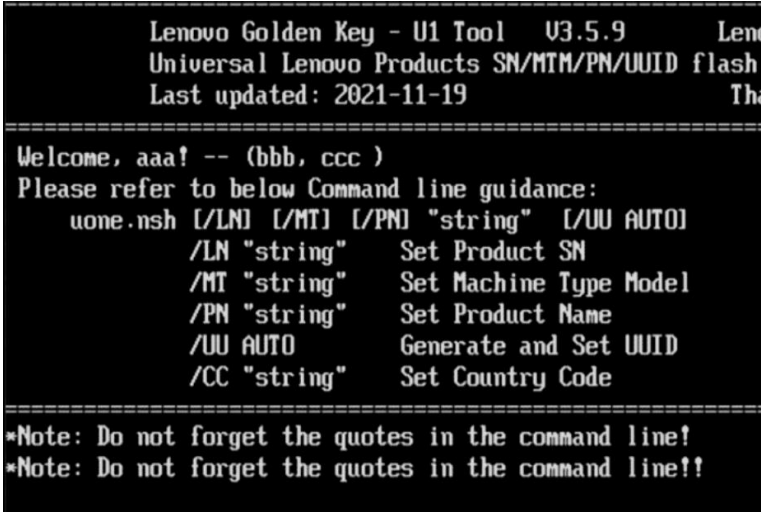 Lenovo Golden Key - U1 Tool V3.5.9
Universal Lenovo Products SN/MTM/PN/UUID flash
Last updated: 2021-11-19
Welcome, aaa! -- (bbb, ccc )
Please refer to below Command line guidance:
uone.nsh [/LN] [/MT] [/PN] "string" [/UU AUTO]
/LN "string" Set Product SN
/MT "string" Set Machine Type Model
/PN "string" Set Product Name
/UU AUTO Generate and Set UUID
/CC "string" Set Country Code
*Note: Do not forget the quotes in the command line!
*Note: Do not forget the quotes in the command line!!